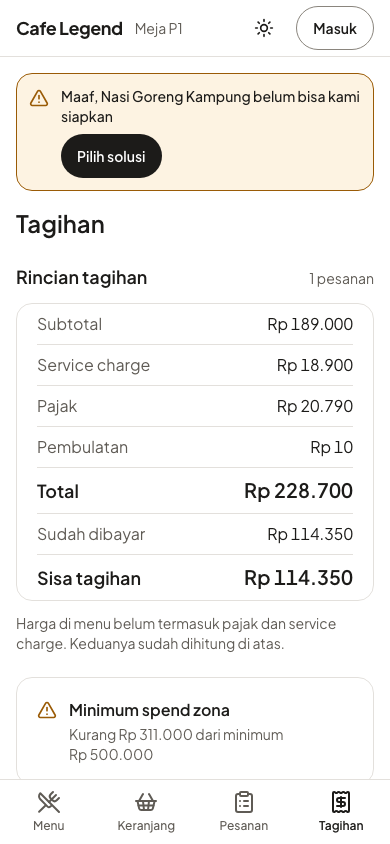 Cafe Legend Meja P1 Masuk
Maaf, Nasi Goreng Kampung belum bisa kami
siapkan
Pilih solusi
Tagihan
Rincian tagihan 1 pesanan
Subtotal Rp 189.000
Service charge Rp 18.900
Pajak Rp 20.790
Pembulatan Rp 10
Total Rp 228.700
Sudah dibayar Rp 114.350
Sisa tagihan Rp 114.350
Harga di menu belum termasuk pajak dan service
charge. Keduanya sudah dihitung di atas.
Minimum spend zona
Kurang Rp 311.000 dari minimum
Rp 500.000
Menu Keranjang Pesanan Tagihan